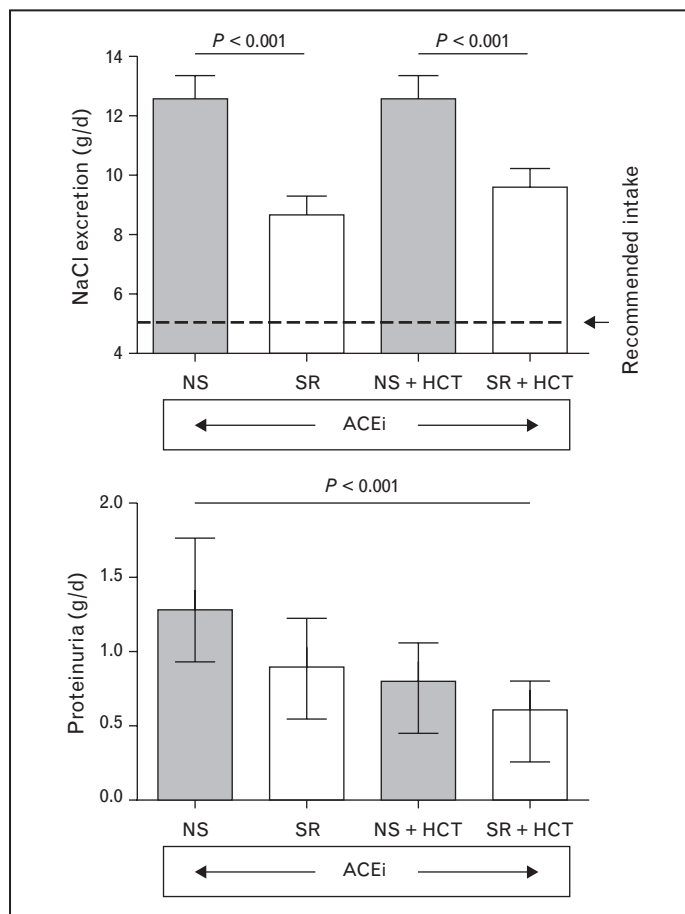 P < 0.001
P < 0.001
14
12
10
8
6
4
NaCl excretion (g/d)
Recommended intake
NS
SR
NS + HCT
SR + HCT
ACEi
P < 0.001
2.0
1.5
1.0
0.5
0.0
Proteinuria (g/d)
NS
SR
NS + HCT
SR + HCT
ACEi